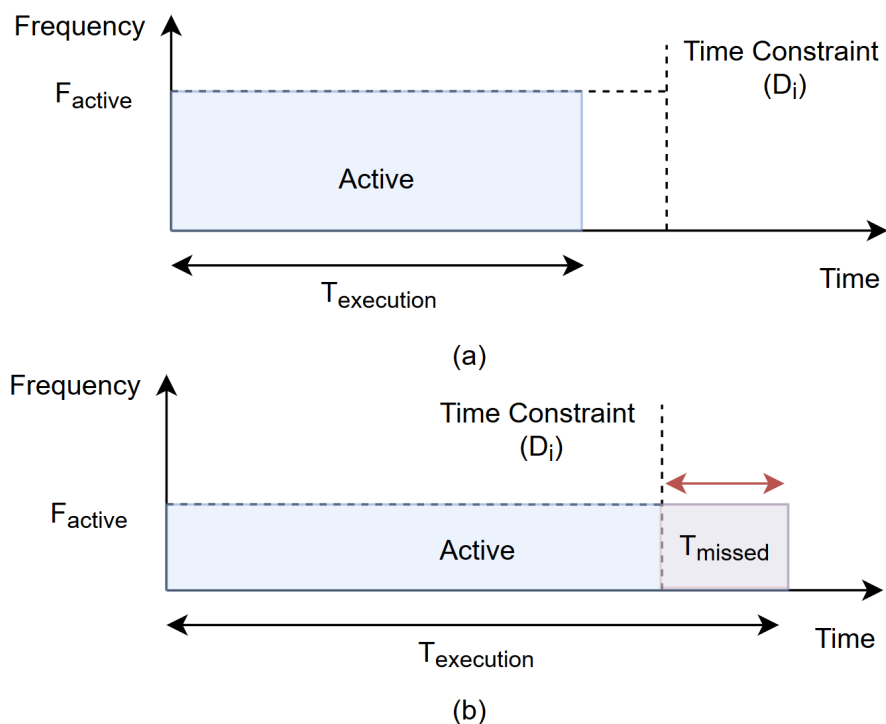 Frequency
Time Constraint
(Di)
Factive
Active
Time
Texecution
(a)
Frequency
Time Constraint
(Di)
Factive
Active
Tmissed
Time
Texecution
(b)